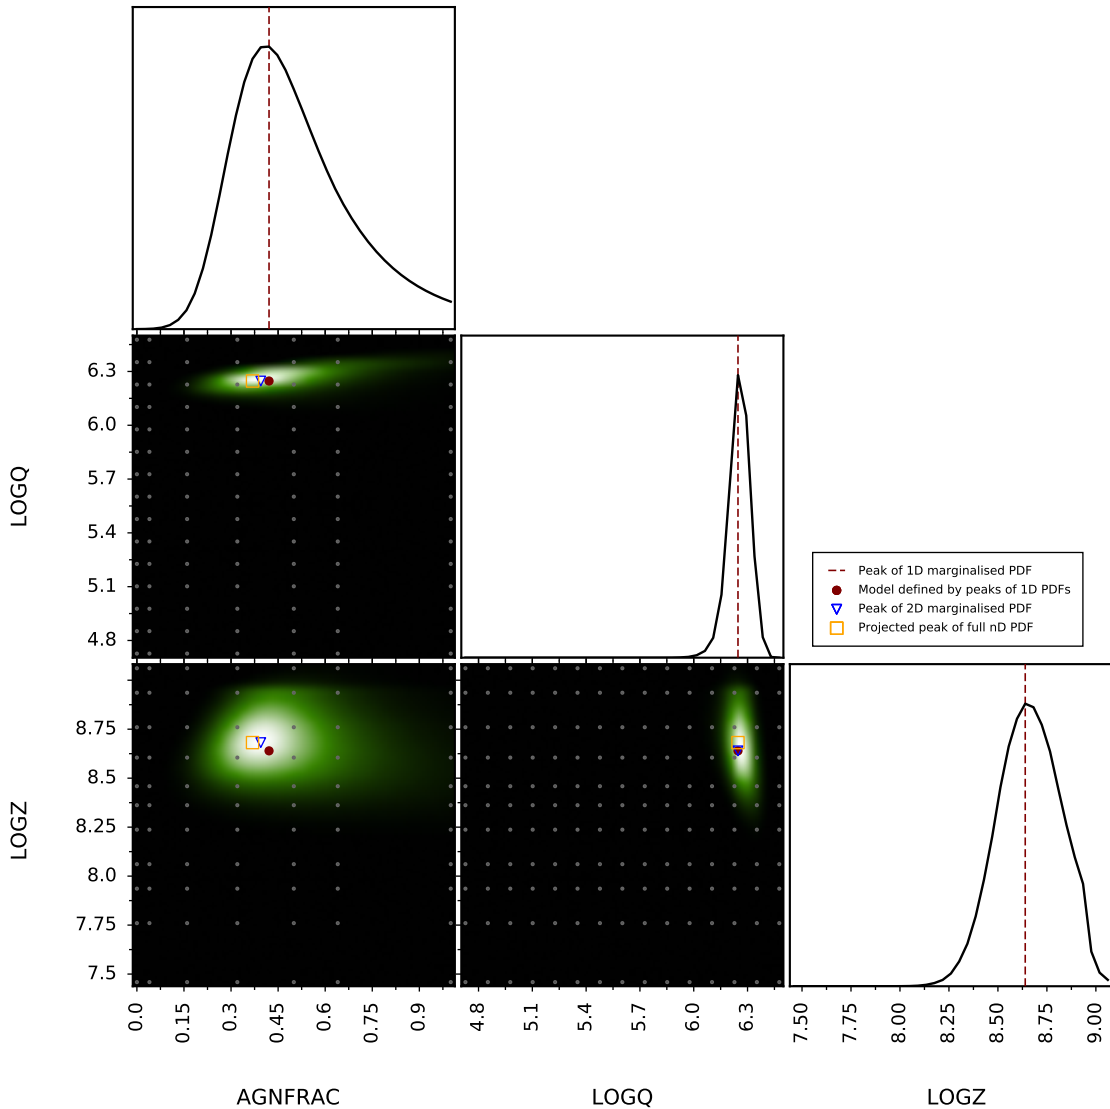 6.3
6.0
5.7
5.4
5.1
4.8
LOGQ
Peak of 1D marginalised PDF
Model defined by peaks of 1D PDFs
Peak of 2D marginalised PDF
Projected peak of full nD PDF
8.75
8.5
8.25
8.0
7.75
7.5
LOGZ
0.0 0.15 0.3 0.45 0.6 0.75 0.9
4.8 5.1 5.4 5.7 6.0 6.3
7.50 7.75 8.00 8.25 8.50 8.75 9.00
AGNFRAC LOGQ LOGZ